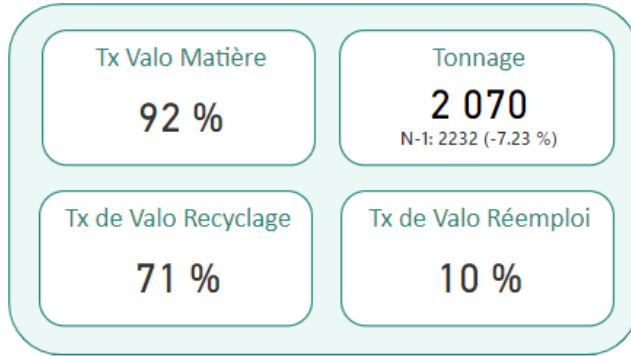 Tx Valo Matière
92 %
Tonnage
2 070
N-1: 2232 (-7.23 %)
Tx de Valo Recyclage
71 %
Tx de Valo Réemploi
10 %